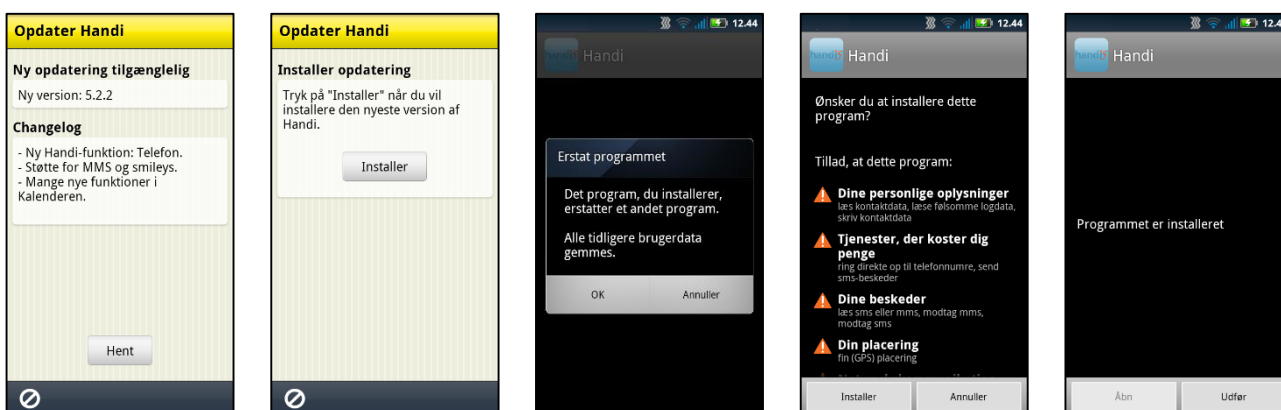 Opdater Handi
Ny opdatering tilgænglelig
Ny version: 5.2.2
Changelog
- Ny Handi-funktion: Telefon.
- Støtte for MMS og smileys.
- Mange nye funktioner i
Kalenderen.
Hent
Opdater Handi
Installer opdatering
Tryk på "Installer" når du vil
installere den nyeste version af
Handi.
Installer
12.44
Handi
Erstat programmet
Det program, du installerer,
erstatter et andet program.
Alle tidligere brugerdata
gemmes.
OK
Annuller
12.44
Handi
Ønsker du at installere dette
program?
Tillad, at dette program:
Dine personlige oplysninger
læs kontaktdata, læse følsomme logdata,
skriv kontaktdata
Tjenester, der koster dig
penge
ring direkte op til telefonnumre, send
sms-beskeder
Dine beskeder
læs sms eller mms, modtag mms,
modtag sms
Din placering
fin (GPS) placering
Installer
Annuller
Handi
Programmet er installeret
Åbn
Udfør